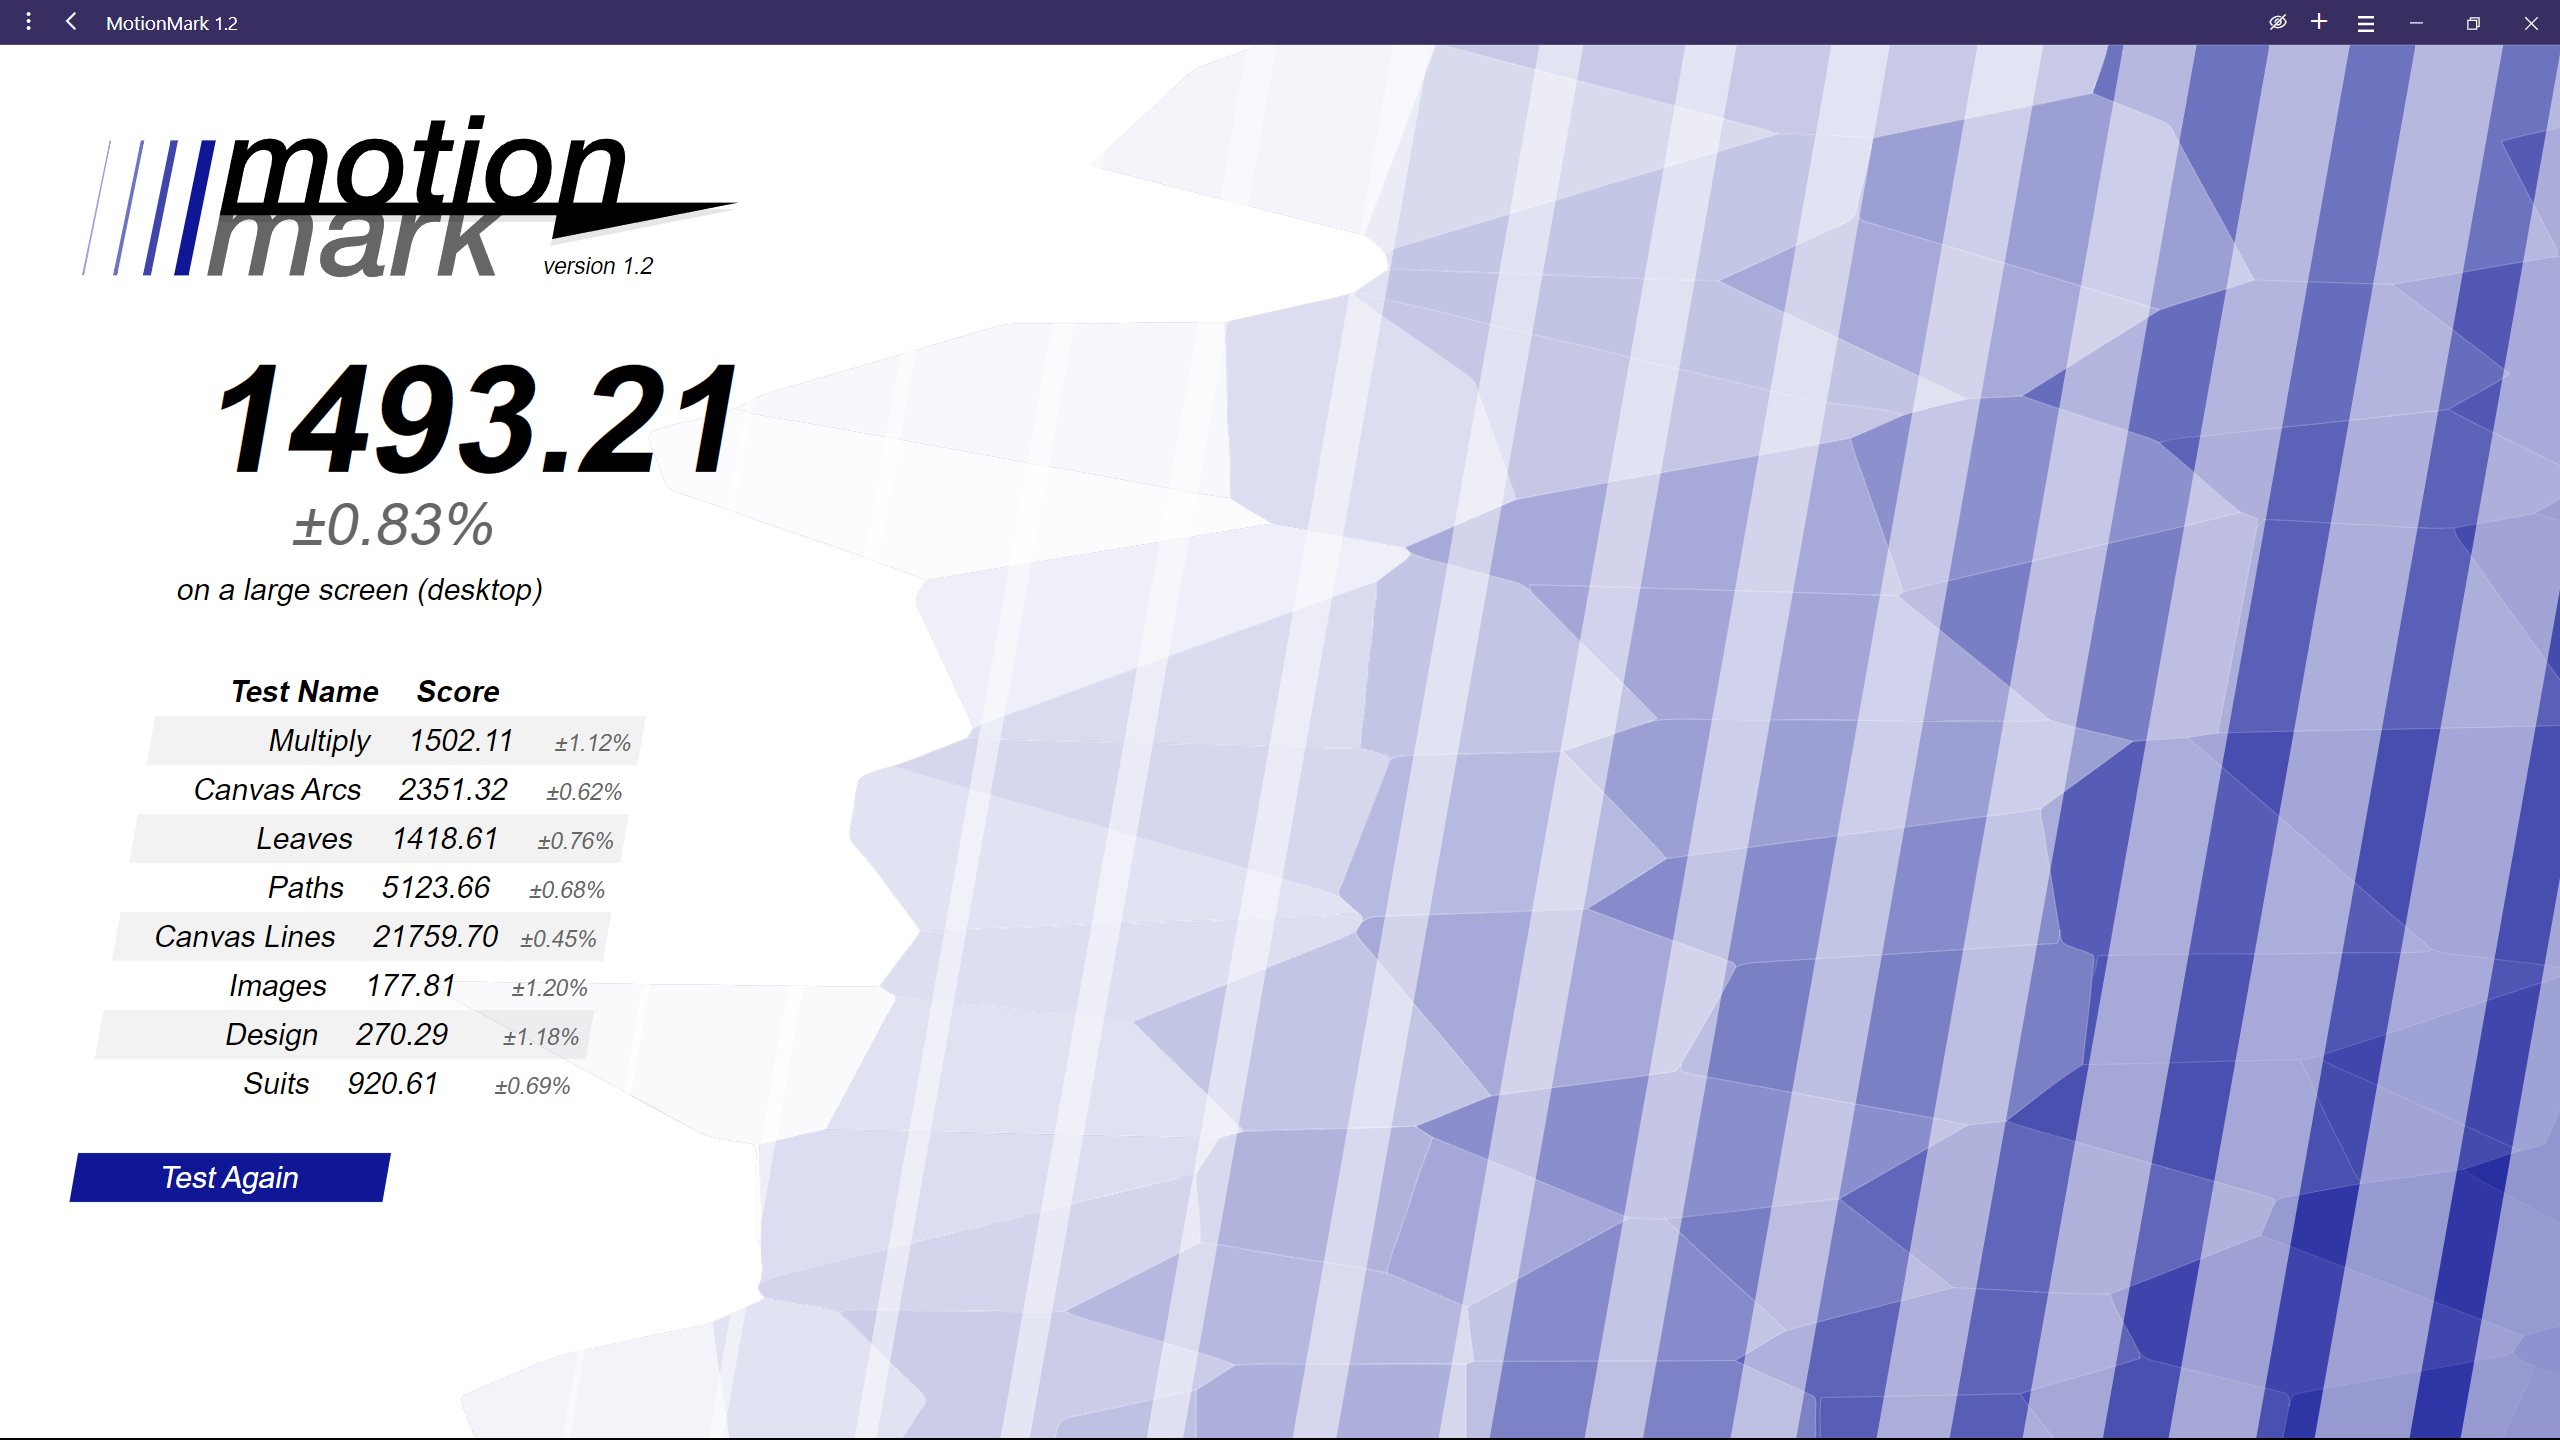 MotionMark 1.2
motion
mark
version 1.2
1493.21
±0.83%
on a large screen (desktop)
Test Name Score
Multiply 1502.11 ±1.12%
Canvas Arcs 2351.32 ±0.62%
Leaves 1418.61 ±0.76%
Paths 5123.66 ±0.68%
Canvas Lines 21759.70 ±0.45%
Images 177.81 ±1.20%
Design 270.29 ±1.18%
Suits 920.61 ±0.69%
Test Again